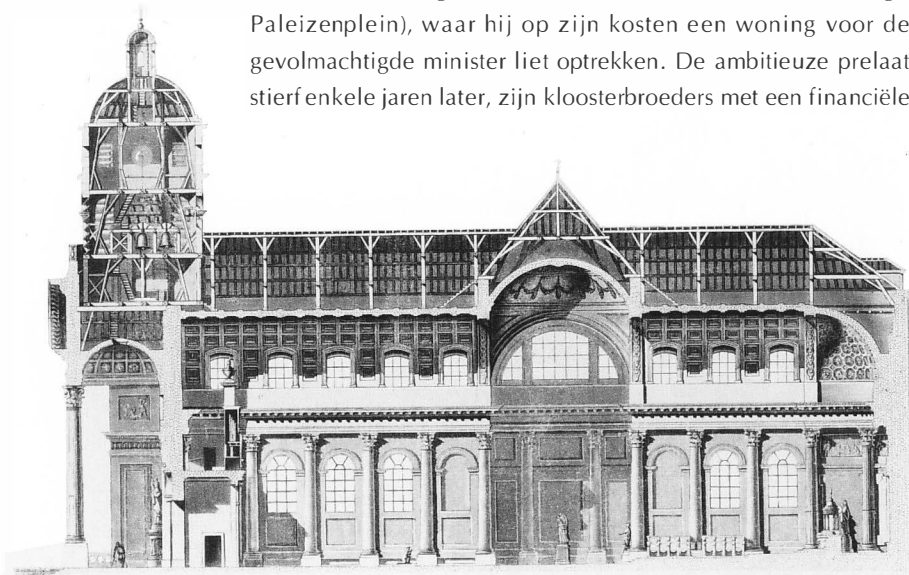 Paleizenplein), waar hij op zijn kosten een woning voor de
gevolmachtigde minister liet optrekken. De ambitieuze prelaat
stierf enkele jaren later, zijn kloosterbroeders met een financiële